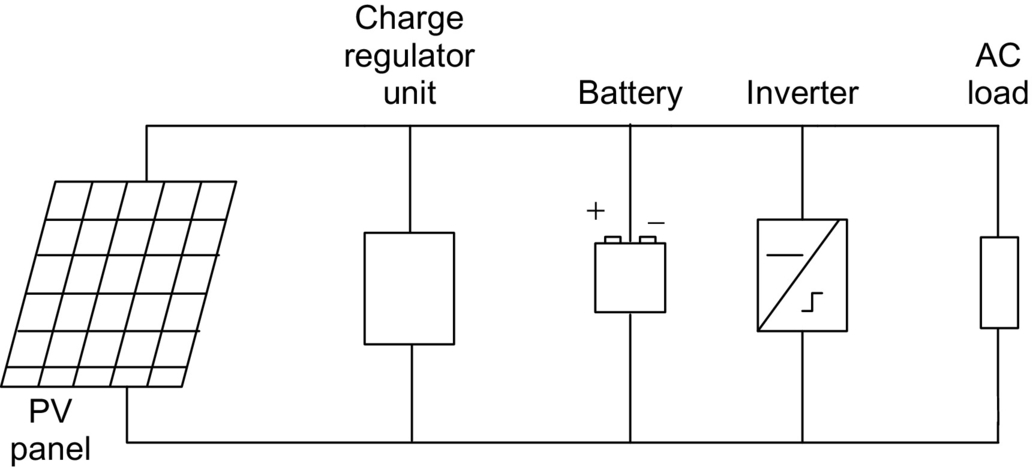 Charge
regulator
unit
Battery
Inverter
AC
load
+
–
PV
panel